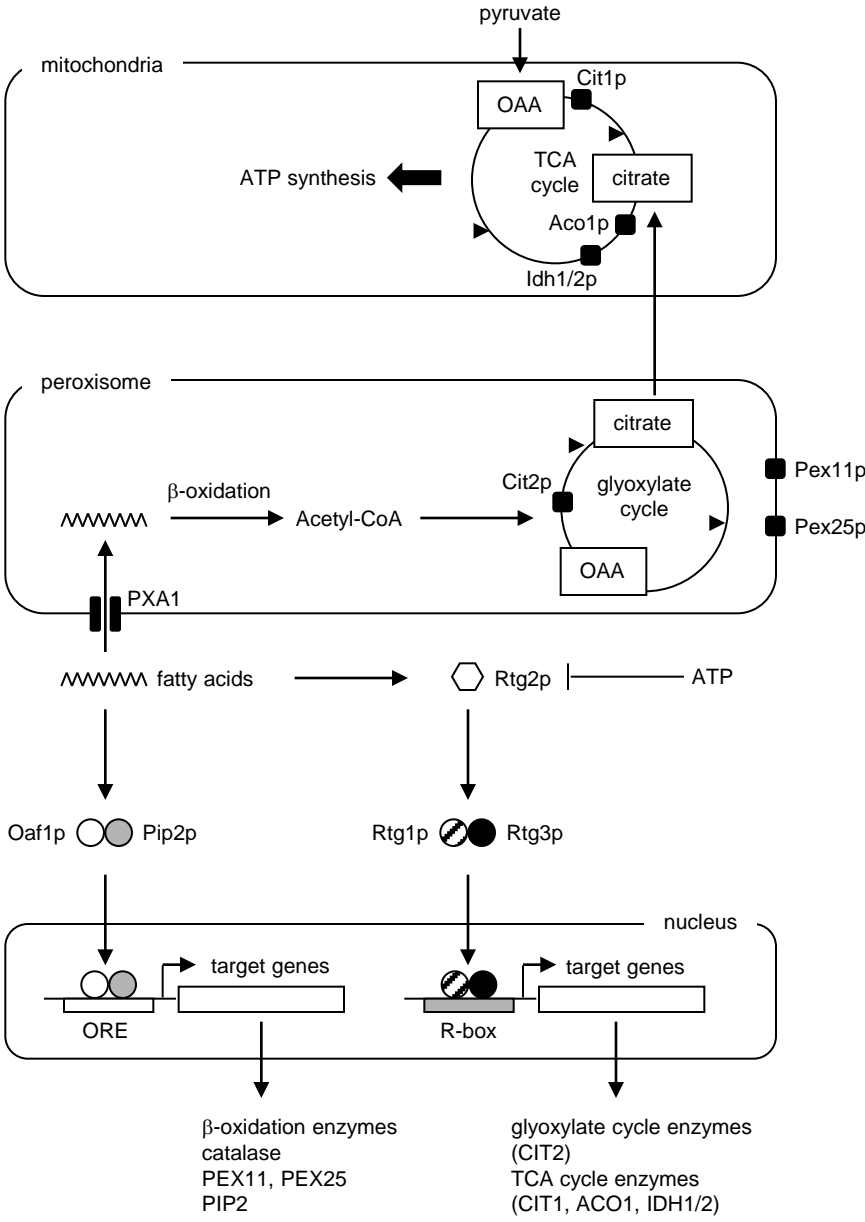 pyruvate
mitochondria
Cit1p
OAA
TCA
cycle
citrate
ATP synthesis
Aco1p
Idh1/2p
peroxisome
citrate
Pex11p
β-oxidation
Cit2p
glyoxylate
cycle
Acetyl-CoA
Pex25p
OAA
PXA1
fatty acids
Rtg2p
ATP
Oaf1p
Pip2p
Rtg1p
Rtg3p
nucleus
target genes
target genes
ORE
R-box
β-oxidation enzymes
catalase
PEX11, PEX25
PIP2
glyoxylate cycle enzymes
(CIT2)
TCA cycle enzymes
(CIT1, ACO1, IDH1/2)